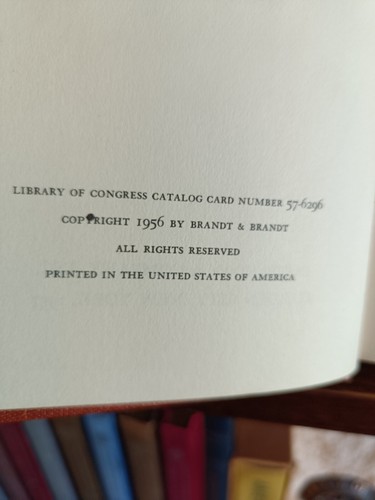 LIBRARY OF CONGRESS CATALOG CARD NUMBER 57-6296
COPYRIGHT 1956 BY BRANDT & BRANDT
ALL RIGHTS RESERVED
PRINTED IN THE UNITED STATES OF AMERICA